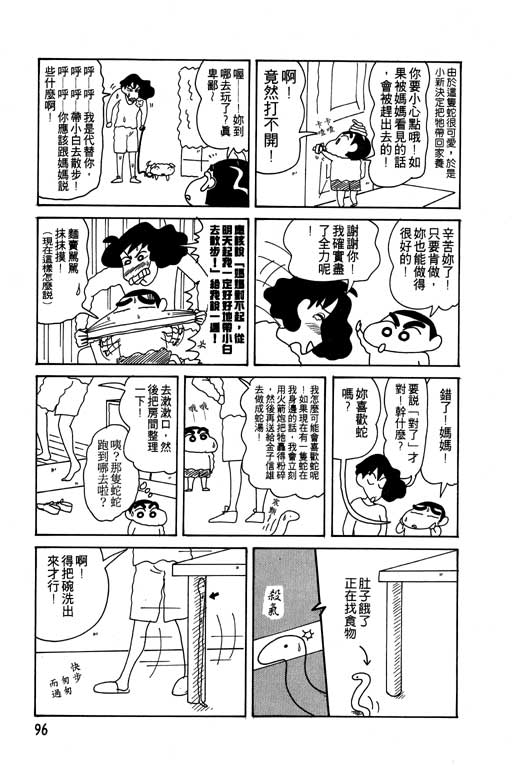 由於這隻蛇很可愛，於是
小新決定把牠帶回家養
你要小心點哦！如
果被媽媽看見的話
，會被趕出去的！
卡卡
噴噴
啊！
竟然打不開！
喔！⋯妳到
哪去玩了？真
卑鄙～
呼呼！我是代替你，
呼呼！帶小白去散步！
呼呼！你應該跟媽媽說
些什麼啊！
辛苦妳了！
只要肯做，
妳也能做得
很好的！
謝謝你！
我確實盡
了全力呢
應該說「媽媽對不起，從
明天起我一定好好地帶小白
去散步！」給我說一遍！
麵賣罵罵
抹抹摸！
（現在這樣怎麼說）
錯了！媽媽！
要說「對了」才
對！幹什麼？
妳喜歡蛇
嗎？
我怎麼可能會喜歡蛇呢
！如果現在有一隻蛇在
我身邊的話，我會立刻
用火箭炮把牠轟得粉碎
，然後再送給金子信雄
去做成蛇湯！
哦哦
去漱漱口，然
後把房間整理
一下！
咦？那隻蛇蛇
跑到哪去啦？
肚子餓了
正在找食物
殺氣
啊！
得把碗洗出
來才行！
快步
匆匆
而過
96